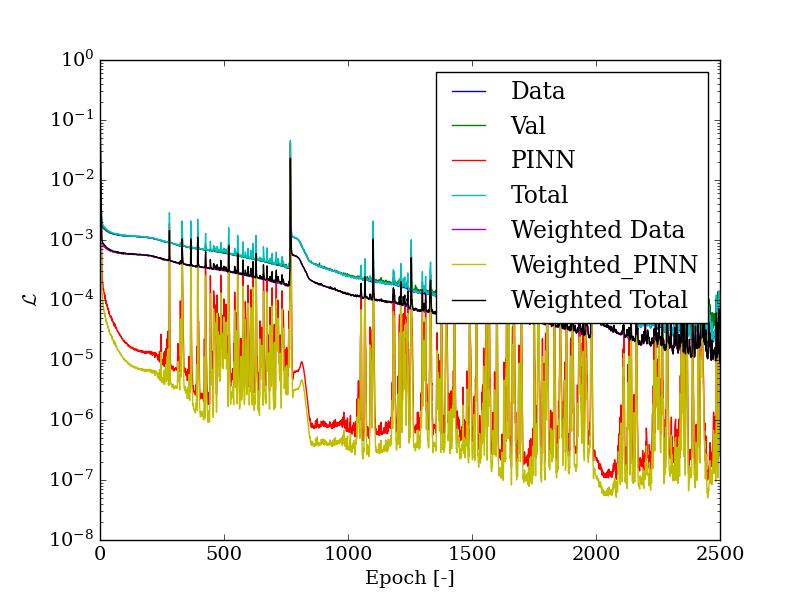 10^0
10^-1
10^-2
10^-3
10^-4
10^-5
10^-6
10^-7
10^-8
ℒ
0 500 1000 1500 2000 2500
Epoch [-]
Data
Val
PINN
Total
Weighted Data
Weighted_PINN
Weighted Total